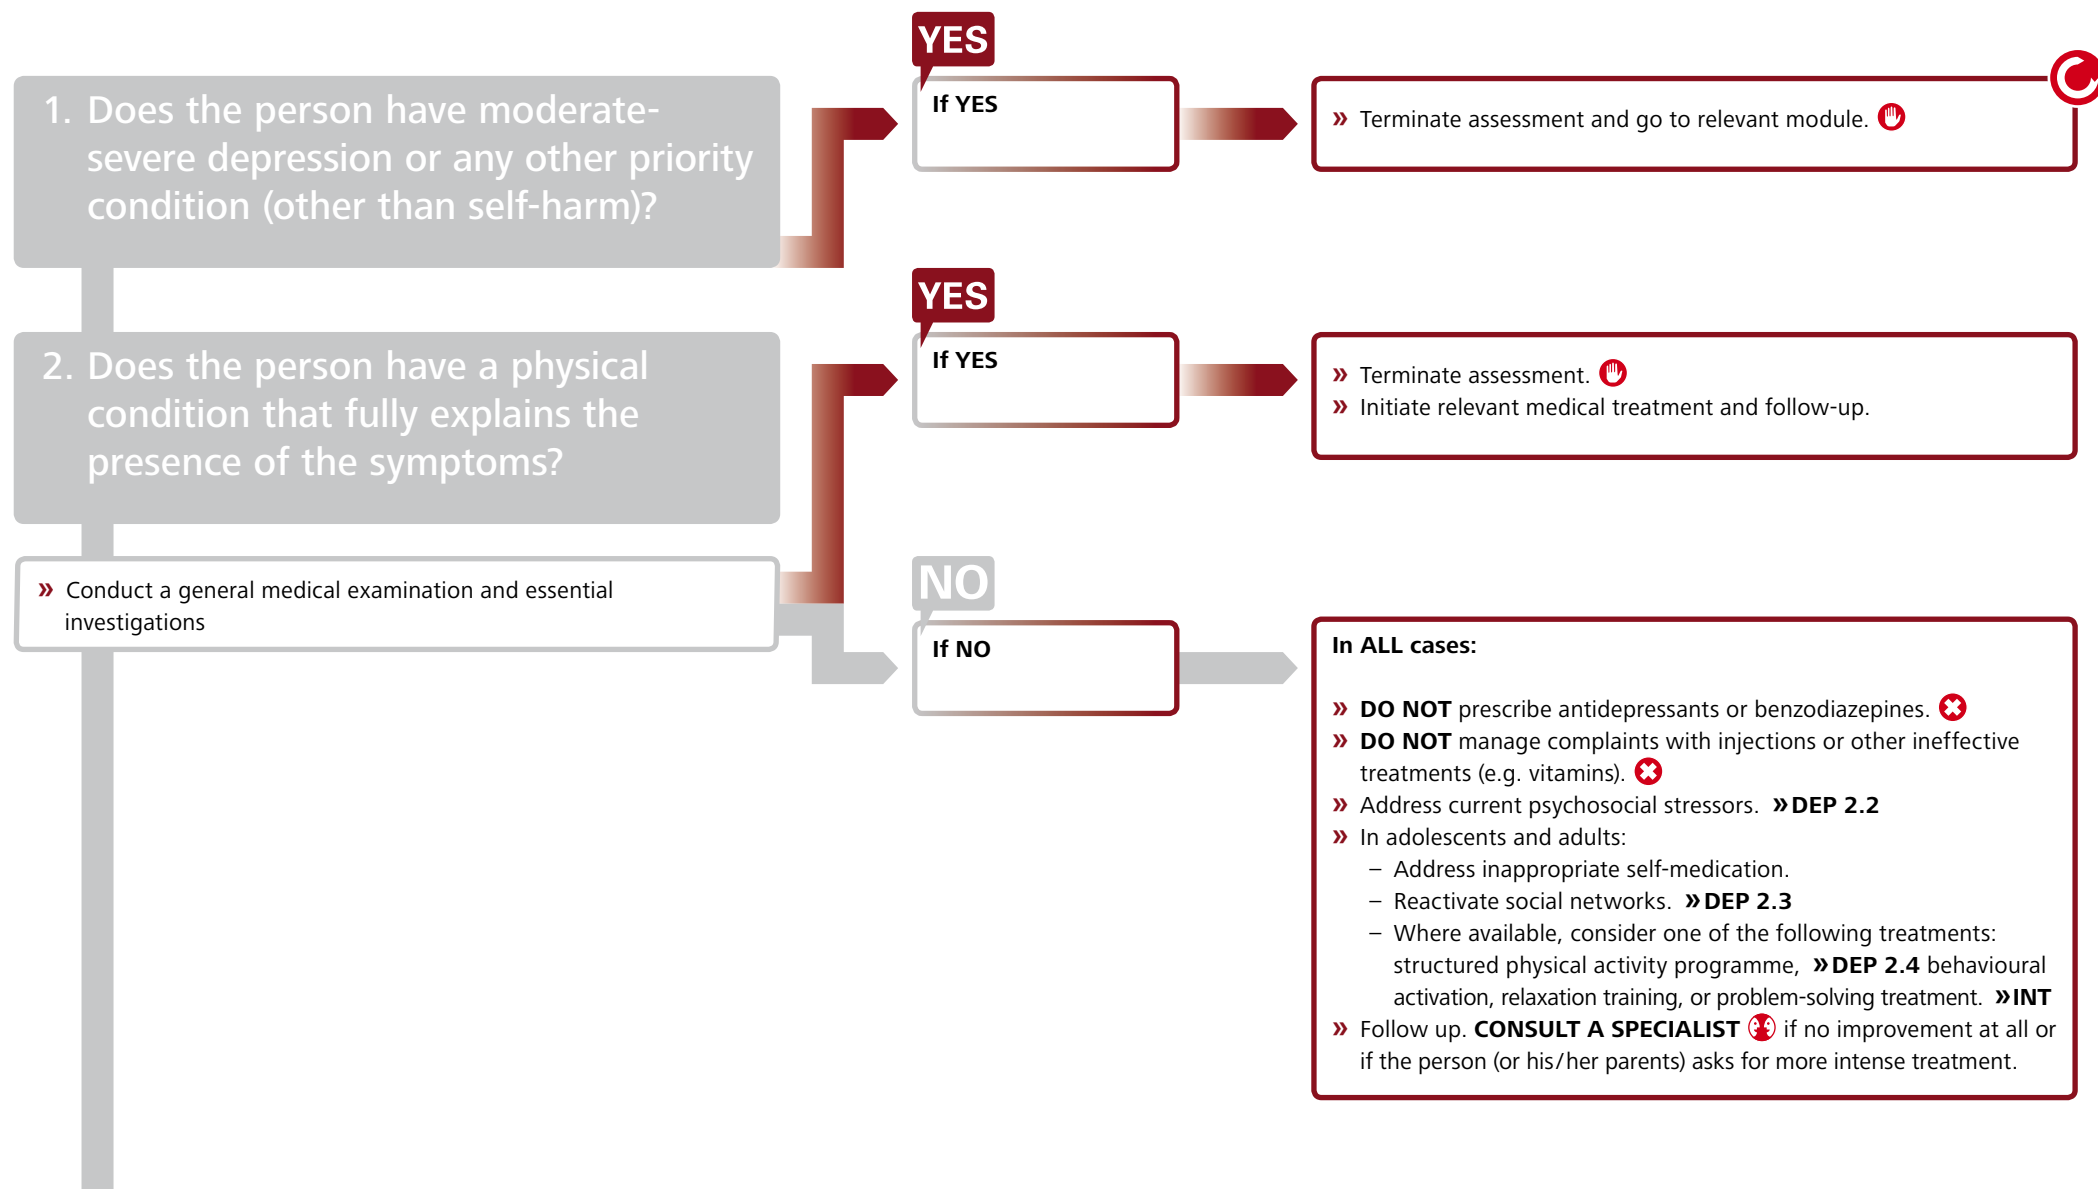 1. Does the person have moderate-
severe depression or any other priority
condition (other than self-harm)?
YES
If YES
» Terminate assessment and go to relevant module.
2. Does the person have a physical
condition that fully explains the
presence of the symptoms?
YES
If YES
» Terminate assessment.
» Initiate relevant medical treatment and follow-up.
» Conduct a general medical examination and essential
investigations
NO
If NO
In ALL cases:
» DO NOT prescribe antidepressants or benzodiazepines.
» DO NOT manage complaints with injections or other ineffective
treatments (e.g. vitamins).
» Address current psychosocial stressors. »DEP 2.2
» In adolescents and adults:
– Address inappropriate self-medication.
– Reactivate social networks. »DEP 2.3
– Where available, consider one of the following treatments:
structured physical activity programme, »DEP 2.4 behavioural
activation, relaxation training, or problem-solving treatment. »INT
» Follow up. CONSULT A SPECIALIST if no improvement at all or
if the person (or his/her parents) asks for more intense treatment.